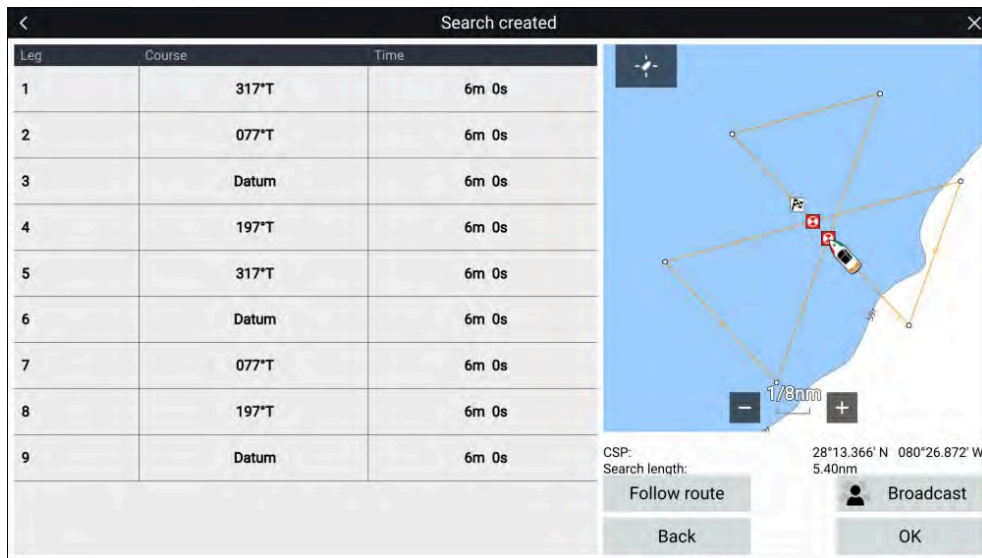 Search created
Leg Course Time
1 317°T 6m 0s
2 077°T 6m 0s
3 Datum 6m 0s
4 197°T 6m 0s
5 317°T 6m 0s
6 Datum 6m 0s
7 077°T 6m 0s
8 197°T 6m 0s
9 Datum 6m 0s
1/8nm
CSP: 28°13.366' N 080°26.872' W
Search length: 5.40nm
Follow route Broadcast
Back OK